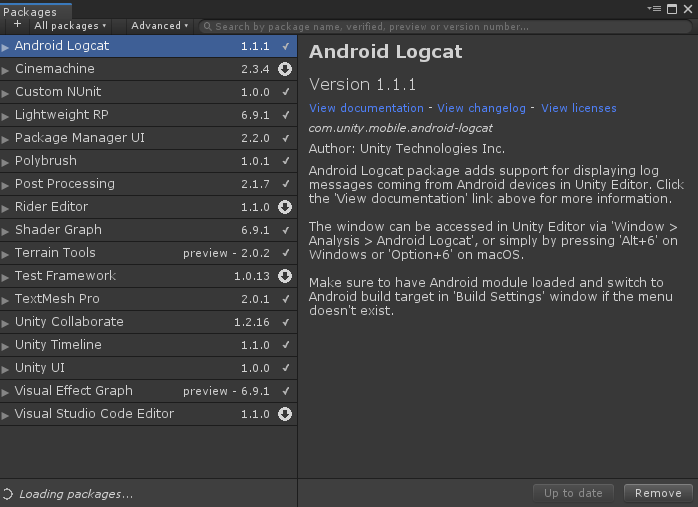 Packages
+ All packages Advanced Search by package name, verified, preview or version number...
Android Logcat 1.1.1
Cinemachine 2.3.4
Custom NUnit 1.0.0
Lightweight RP 6.9.1
Package Manager UI 2.2.0
Polybrush 1.0.1
Post Processing 2.1.7
Rider Editor 1.1.0
Shader Graph 6.9.1
Terrain Tools preview - 2.0.2
Test Framework 1.0.13
TextMesh Pro 2.0.1
Unity Collaborate 1.2.16
Unity Timeline 1.1.0
Unity UI 1.0.0
Visual Effect Graph preview - 6.9.1
Visual Studio Code Editor 1.1.0
Loading packages...
Android Logcat
Version 1.1.1
View documentation - View changelog - View licenses
com.unity.mobile.android-logcat
Author: Unity Technologies Inc.
Android Logcat package adds support for displaying log
messages coming from Android devices in Unity Editor. Click
the 'View documentation' link above for more information.
The window can be accessed in Unity Editor via 'Window >
Analysis > Android Logcat', or simply by pressing 'Alt+6' on
Windows or 'Option+6' on macOS.
Make sure to have Android module loaded and switch to
Android build target in 'Build Settings' window if the menu
doesn't exist.
Up to date Remove